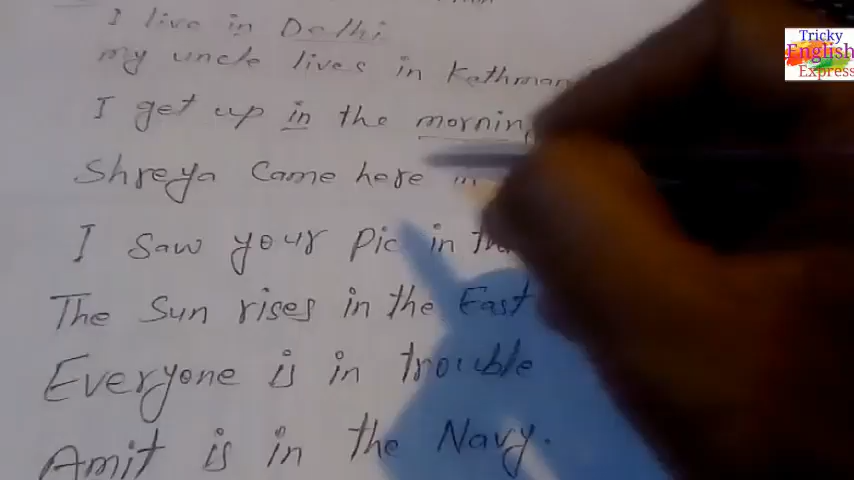 I live in Delhi
my uncle lives in Kathman
I get up in the mornin
Shreya came here in
I saw your Pic in
The Sun rises in the East
Everyone is in trouble
Amit is in the Navy.
Tricky
English
Express